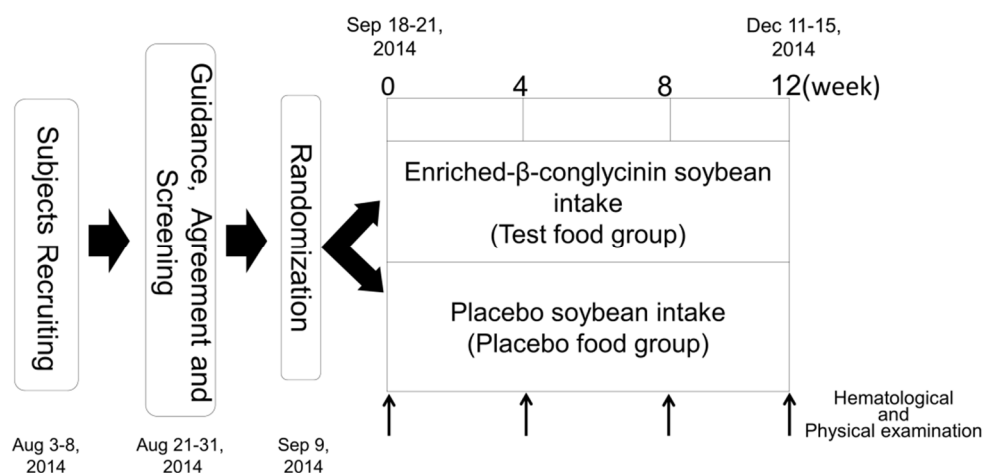 Subjects Recruiting
Aug 3-8,
2014
Guidance, Agreement and
Screening
Aug 21-31,
2014
Randomization
Sep 9,
2014
Sep 18-21,
2014
Dec 11-15,
2014
0 4 8 12(week)
Enriched-β-conglycinin soybean
intake
(Test food group)
Placebo soybean intake
(Placebo food group)
Hematological
and
Physical examination